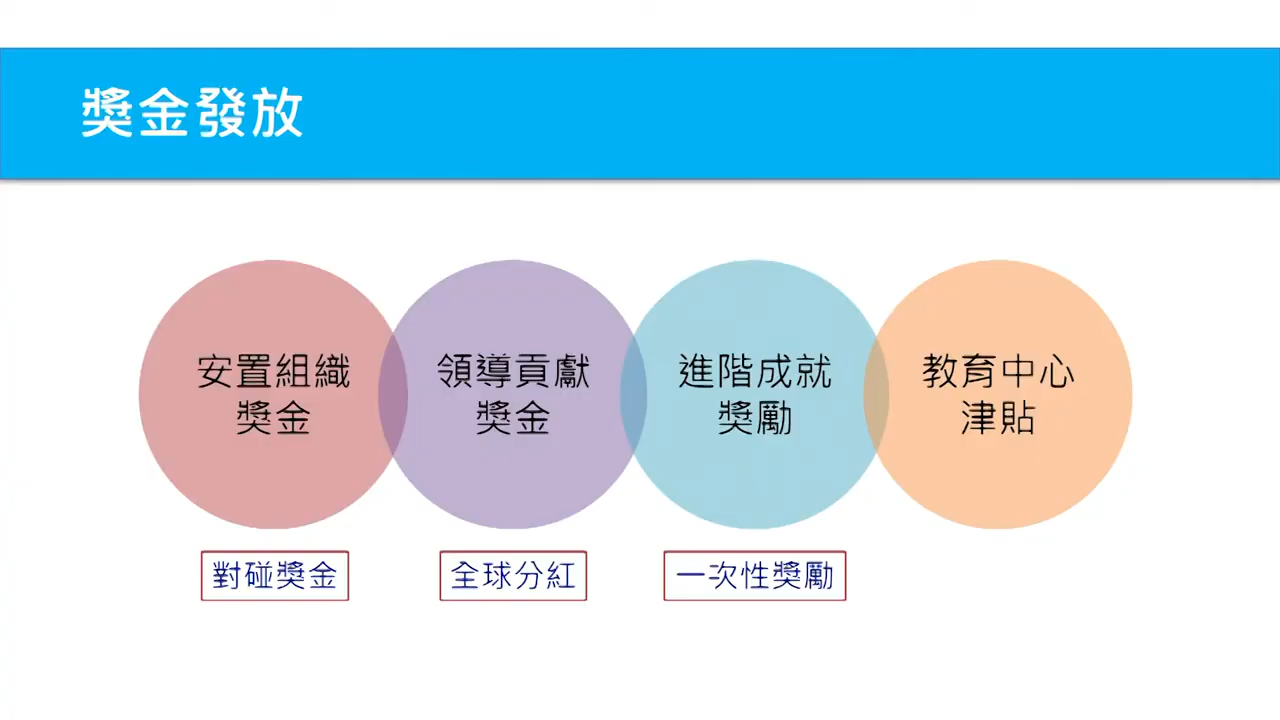 獎金發放
安置組織
獎金
領導貢獻
獎金
進階成就
獎勵
教育中心
津貼
對碰獎金
全球分紅
一次性獎勵